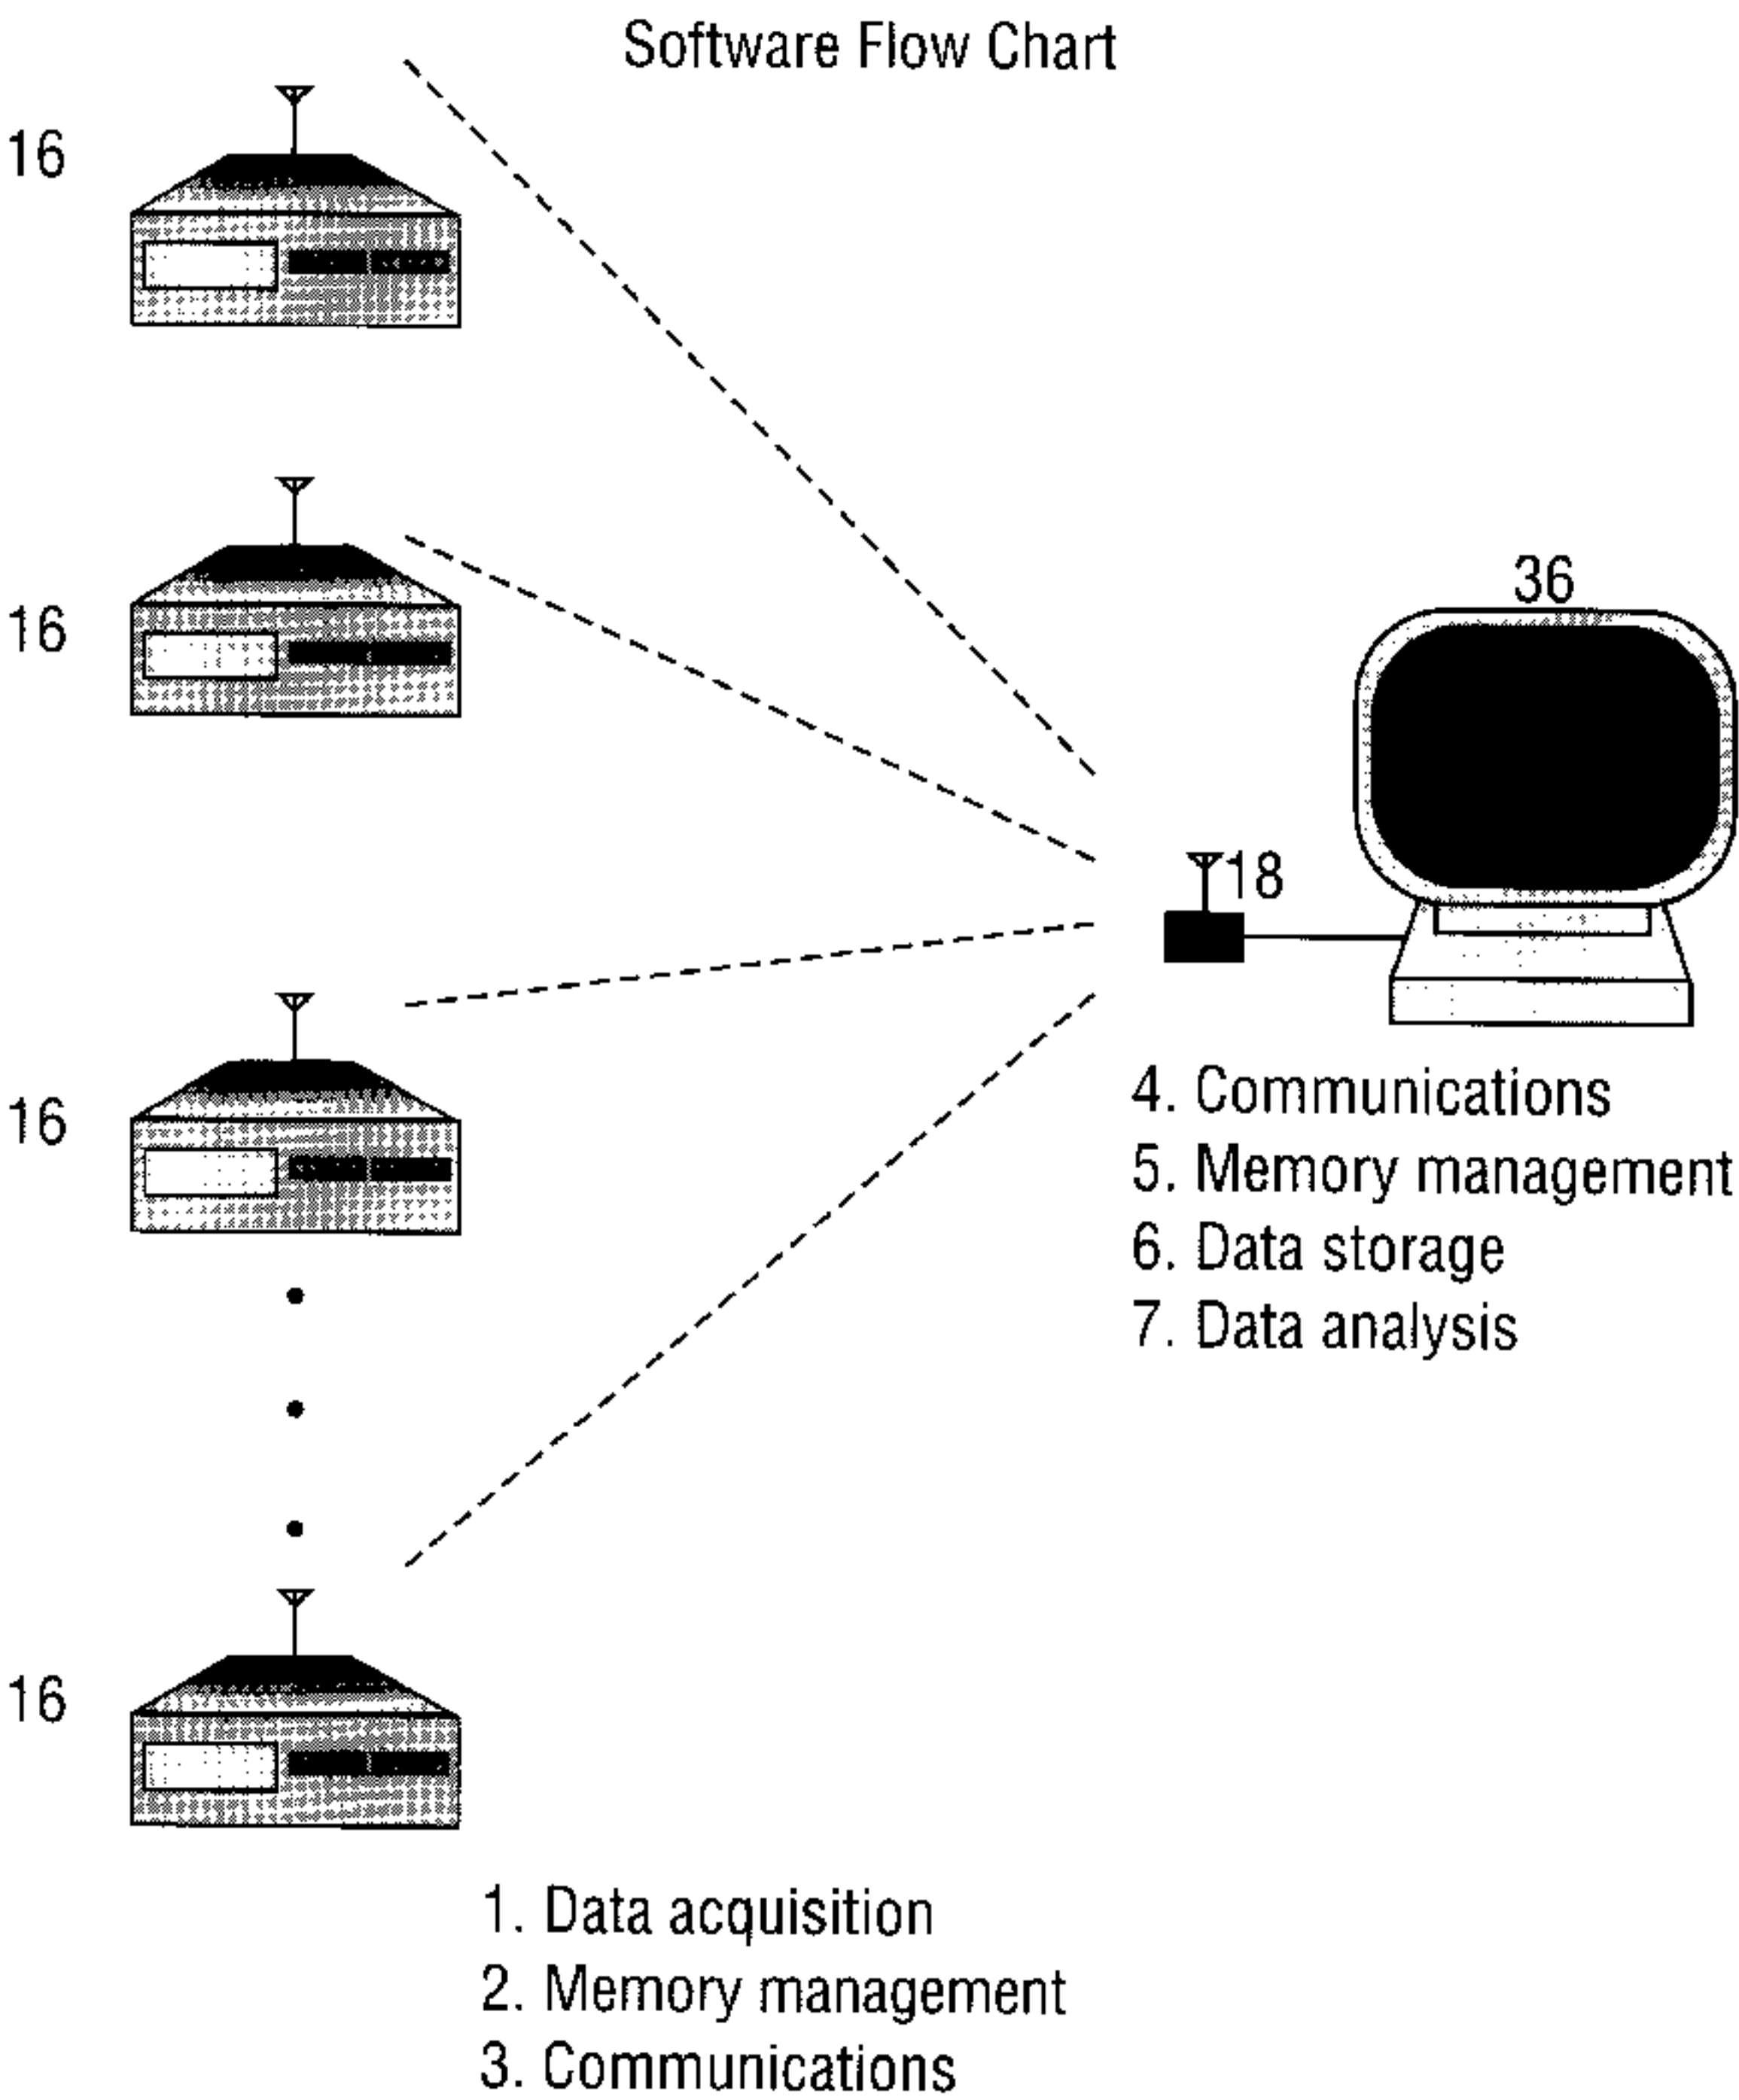 Software Flow Chart
16
16
36
18
16
4. Communications
5. Memory management
6. Data storage
7. Data analysis
16
1. Data acquisition
2. Memory management
3. Communications